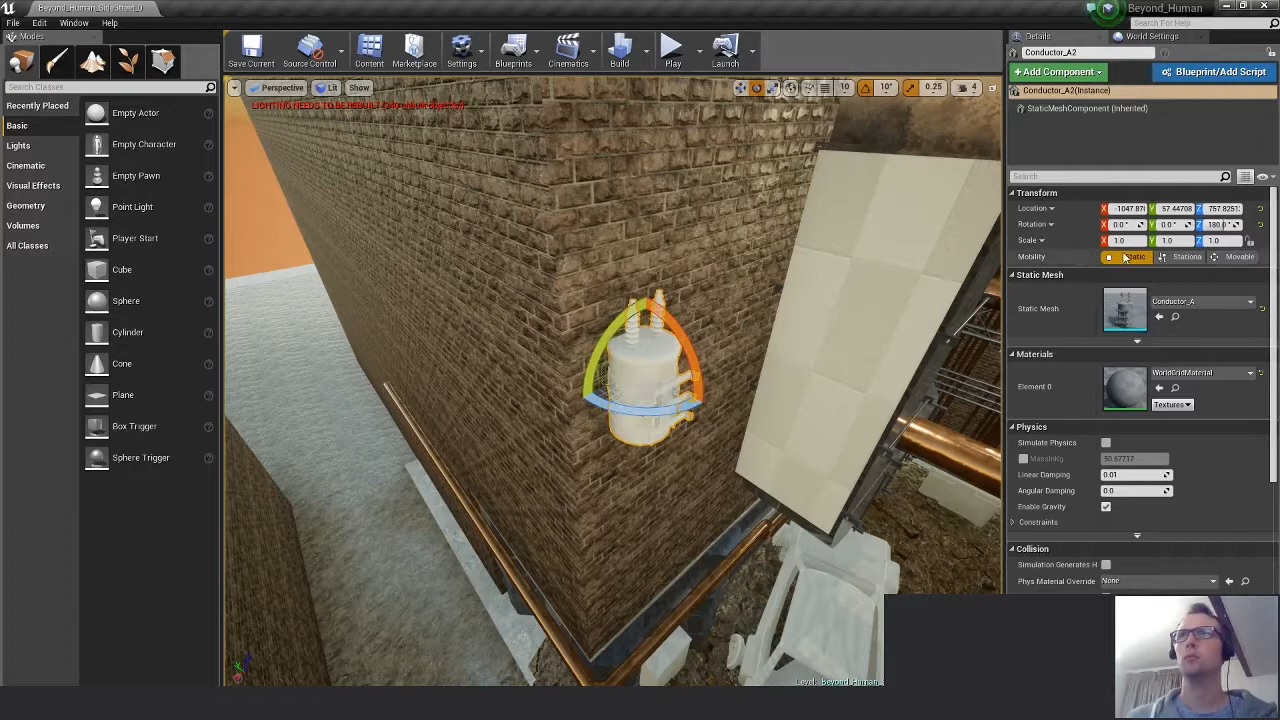 Beyond_Human_SideStreet_0
Beyond_Human
File Edit Window Help
Search For Help
Modes
Details
World Settings
Search Classes
Recently Placed
Basic
Lights
Cinematic
Visual Effects
Geometry
Volumes
All Classes
Empty Actor
Empty Character
Empty Pawn
Point Light
Player Start
Cube
Sphere
Cylinder
Cone
Plane
Box Trigger
Sphere Trigger
Save Current
Source Control
Content
Marketplace
Settings
Blueprints
Cinematics
Build
Play
Launch
Perspective Lit Show
10 10° 0.25 4
LIGHTING NEEDS TO BE REBUILT
Level: Beyond_Human_
Conductor_A2
+Add Component
Blueprint/Add Script
Conductor_A2(Instance)
StaticMeshComponent (Inherited)
Search
Transform
Location X -1047.87 Y 57.44708 Z 757.8251
Rotation X 0.0° Y 0.0° Z 180.0°
Scale X 1.0 Y 1.0 Z 1.0
Mobility Static Stationa Movable
Static Mesh
Static Mesh
Conductor_A
Materials
Element 0
WorldGridMaterial
Textures
Physics
Simulate Physics
MassInKg 50.67717
Linear Damping 0.01
Angular Damping 0.0
Enable Gravity
Constraints
Collision
Simulation Generates H
Phys Material Override None